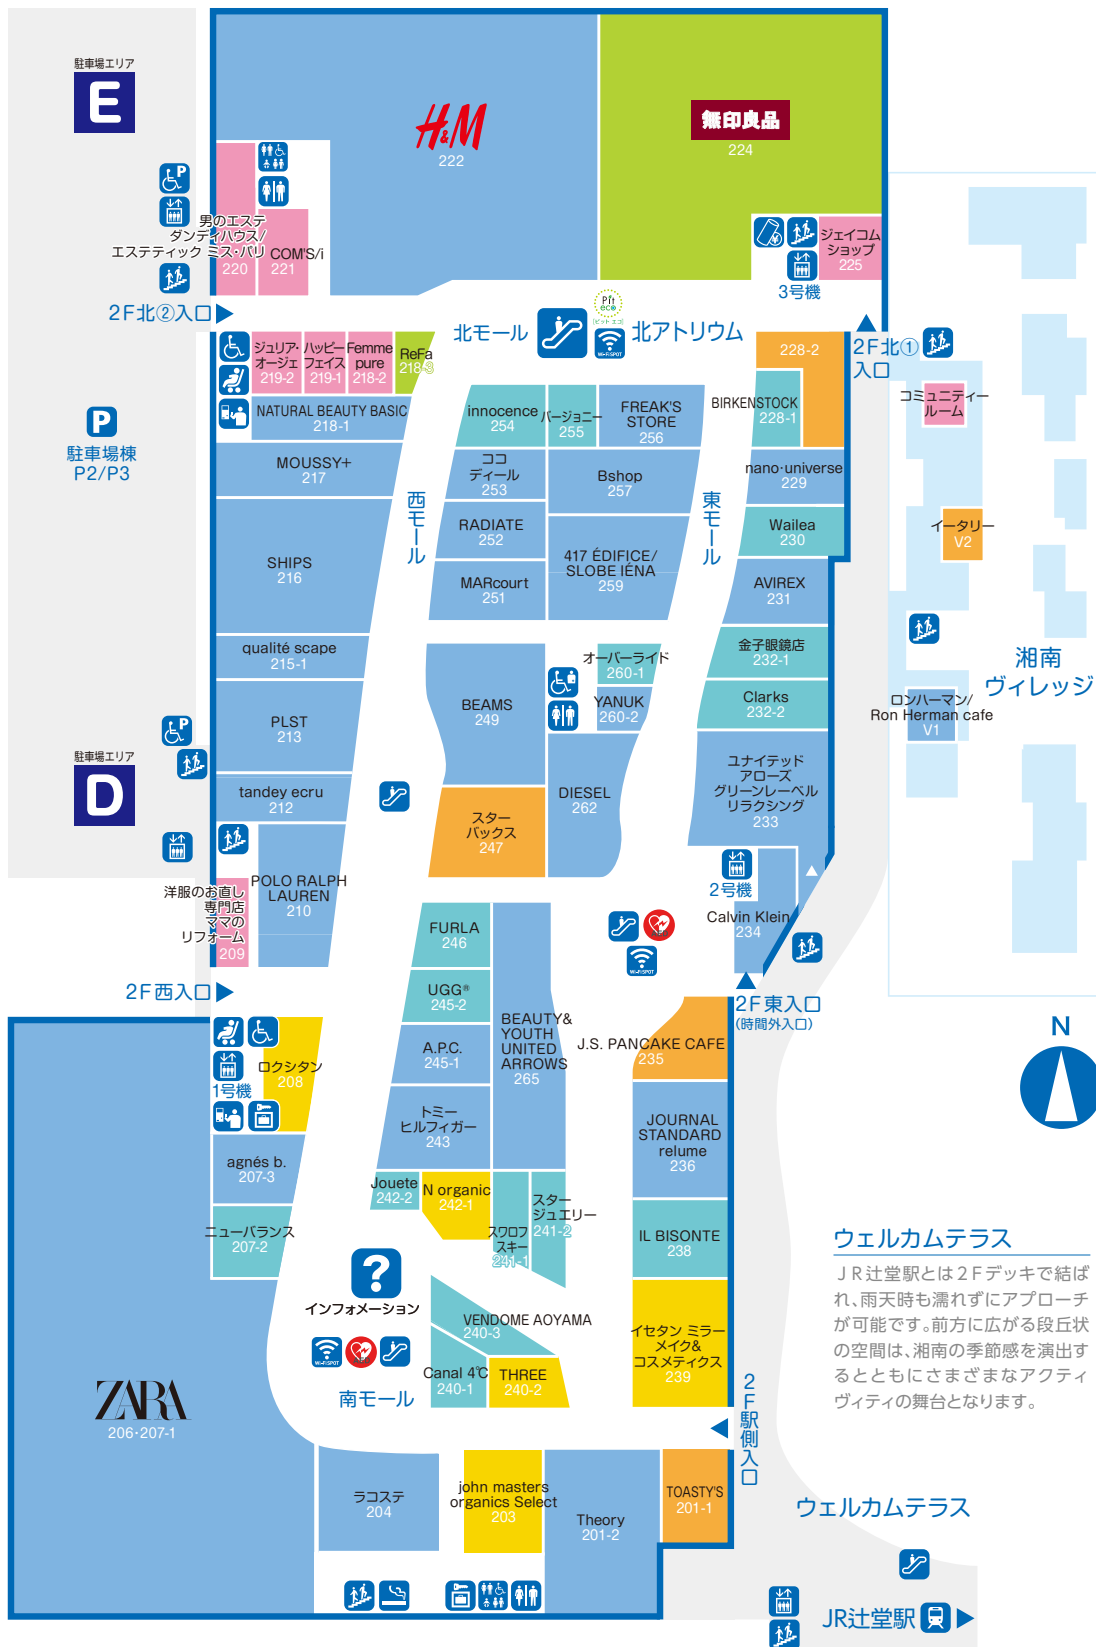 駐車場エリア
E
H&M
222
無印良品
224
男のエステ
ダンディハウス/
エステティック ミス・パリ
220
COM'S/i
221
ジェイコム
ショップ
225
3号機
2F北②入口
北モール
Pit
eco
[ピットエコ]
Wi-Fi SPOT
北アトリウム
2F北①
入口
ジュリア・
オージェ
219-2
ハッピー
フェイス
219-1
Femme
pure
218-2
ReFa
218-3
228-2
NATURAL BEAUTY BASIC
218-1
innocence
254
バージョニー
255
FREAK'S
STORE
256
BIRKENSTOCK
228-1
コミュニティー
ルーム
P
駐車場棟
P2/P3
MOUSSY+
217
ココ
ディール
253
Bshop
257
nano・universe
229
西モール
東モール
RADIATE
252
Wailea
230
イータリー
V2
SHIPS
216
417 ÉDIFICE/
SLOBE IÉNA
259
MARcourt
251
AVIREX
231
qualité scape
215-1
オーバーライド
260-1
金子眼鏡店
232-1
湘南
ヴィレッジ
PLST
213
BEAMS
249
YANUK
260-2
Clarks
232-2
ロンハーマン/
Ron Herman cafe
V1
駐車場エリア
D
tandey ecru
212
DIESEL
262
ユナイテッド
アローズ
グリーンレーベル
リラクシング
233
スター
バックス
247
POLO RALPH
LAUREN
210
洋服のお直し
専門店
ママの
リフォーム
209
2号機
Calvin Klein
234
FURLA
246
Wi-Fi SPOT
2F西入口
UGG®
245-2
2F東入口
(時間外入口)
BEAUTY&
YOUTH
UNITED
ARROWS
265
J.S. PANCAKE CAFE
235
N
ロクシタン
208
1号機
A.P.C.
245-1
トミー
ヒルフィガー
243
JOURNAL
STANDARD
relume
236
agnés b.
207-3
Jouete
242-2
N organic
242-1
スワロフ
スキー
241-1
スター
ジュエリー
241-2
ニューバランス
207-2
IL BISONTE
238
ウェルカムテラス
JR辻堂駅とは2Fデッキで結ば
れ、雨天時も濡れずにアプローチ
が可能です。前方に広がる段丘状
の空間は、湘南の季節感を演出す
るとともにさまざまなアクティ
ヴィティの舞台となります。
?
インフォメーション
Wi-Fi SPOT
VENDOME AOYAMA
240-3
イセタン ミラー
メイク&
コスメティクス
239
Canal 4℃
240-1
THREE
240-2
南モール
ZARA
206・207-1
2F駅側入口
ラコステ
204
john masters
organics Select
203
Theory
201-2
TOASTY'S
201-1
ウェルカムテラス
JR辻堂駅